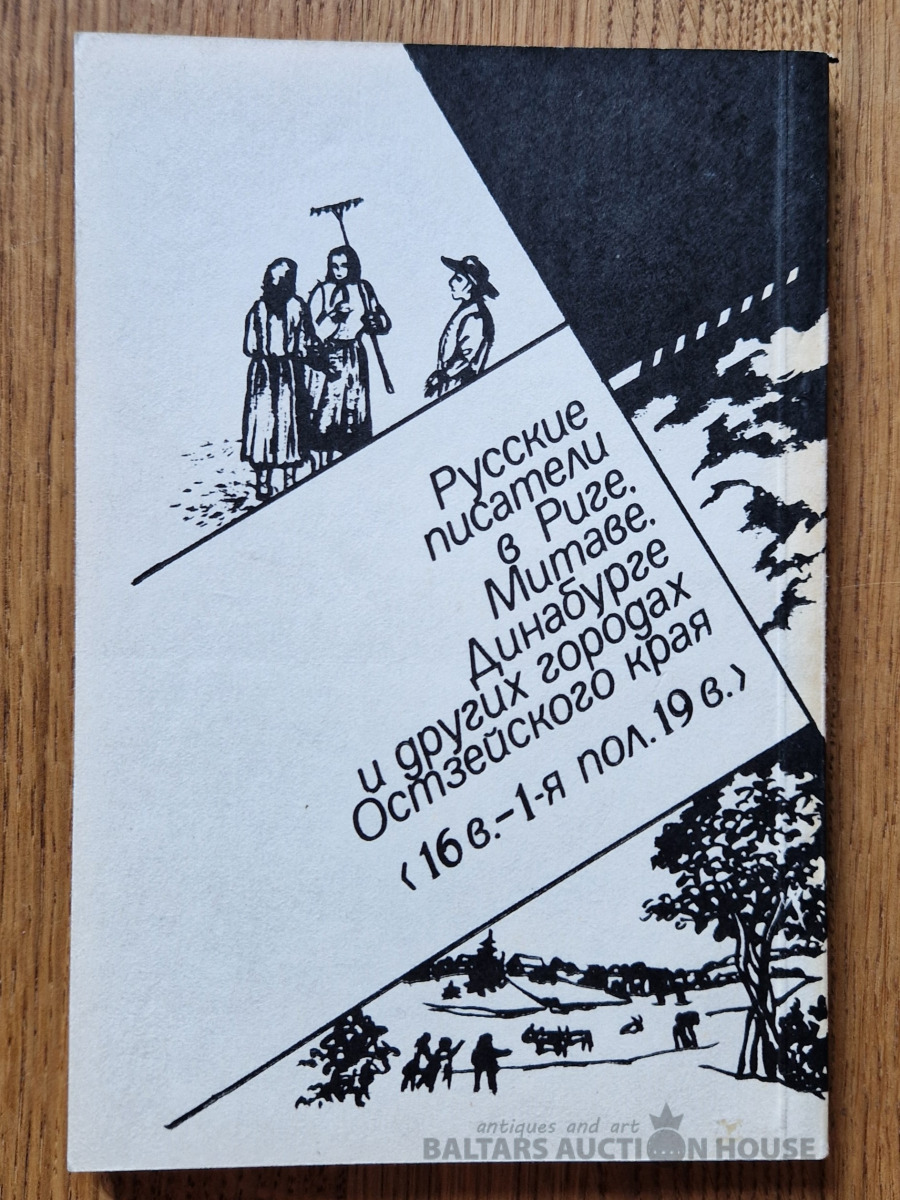 Русские
писатели
в Риге,
Митаве,
Динабурге
и других городах
Остзейского края
‹16 в.-1-я пол. 19 в.›
antiques and art
BALTARS AUCTION HOUSE